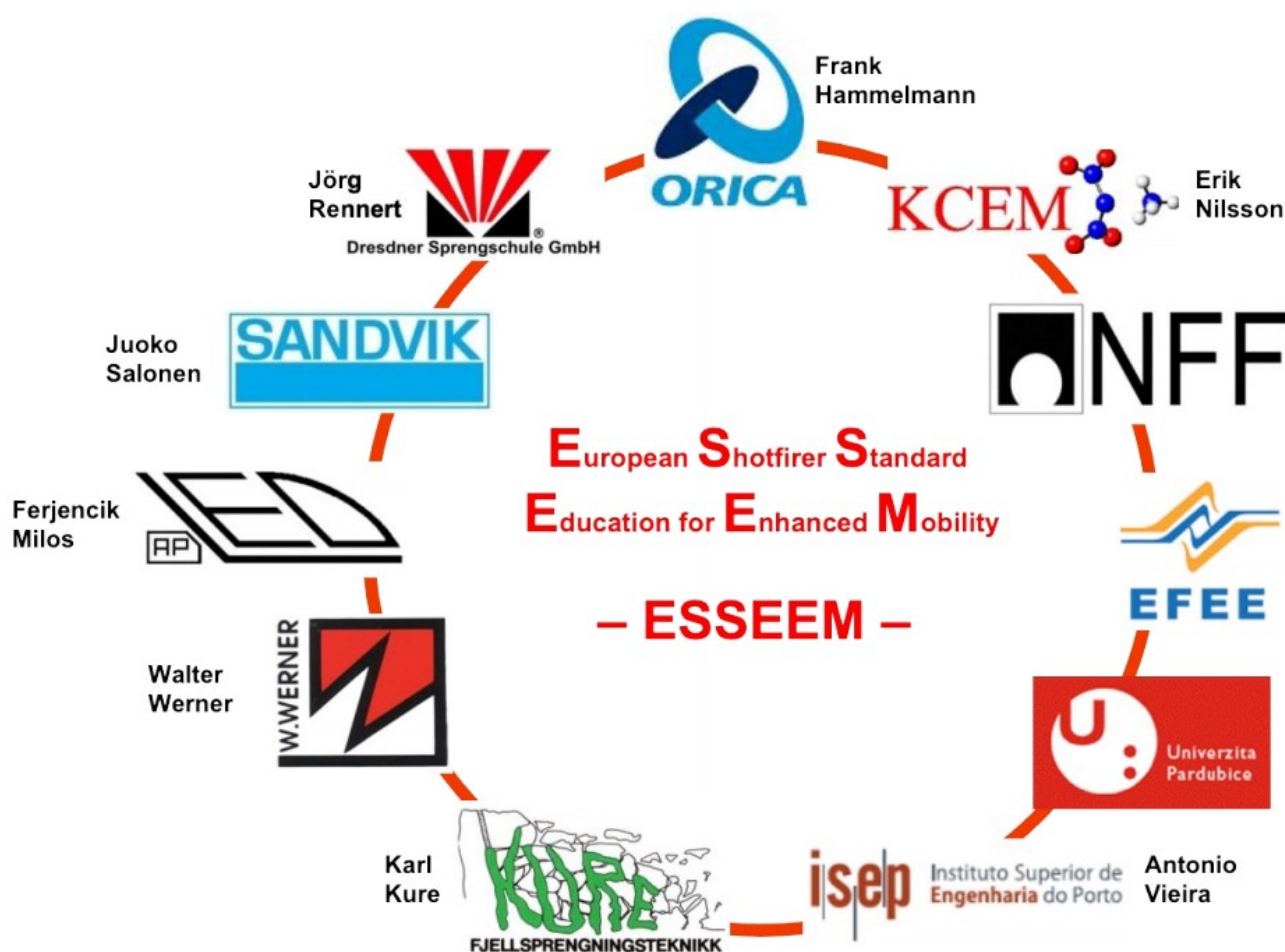 Frank
Hammelmann
ORICA
Jörg
Rennert
Dresdner Sprengschule GmbH
®
KCEM
Erik
Nilsson
Juoko
Salonen
SANDVIK
NFF
European Shotfirer Standard
Education for Enhanced Mobility
– ESSEEM –
Ferjencik
Milos
AP
EFEE
Walter
Werner
W.WERNER
U:
Univerzita
Pardubice
Karl
Kure
KURE
FJELLSPRENGNINGSTEKNIKK
isep
Instituto Superior de
Engenharia do Porto
Antonio
Vieira